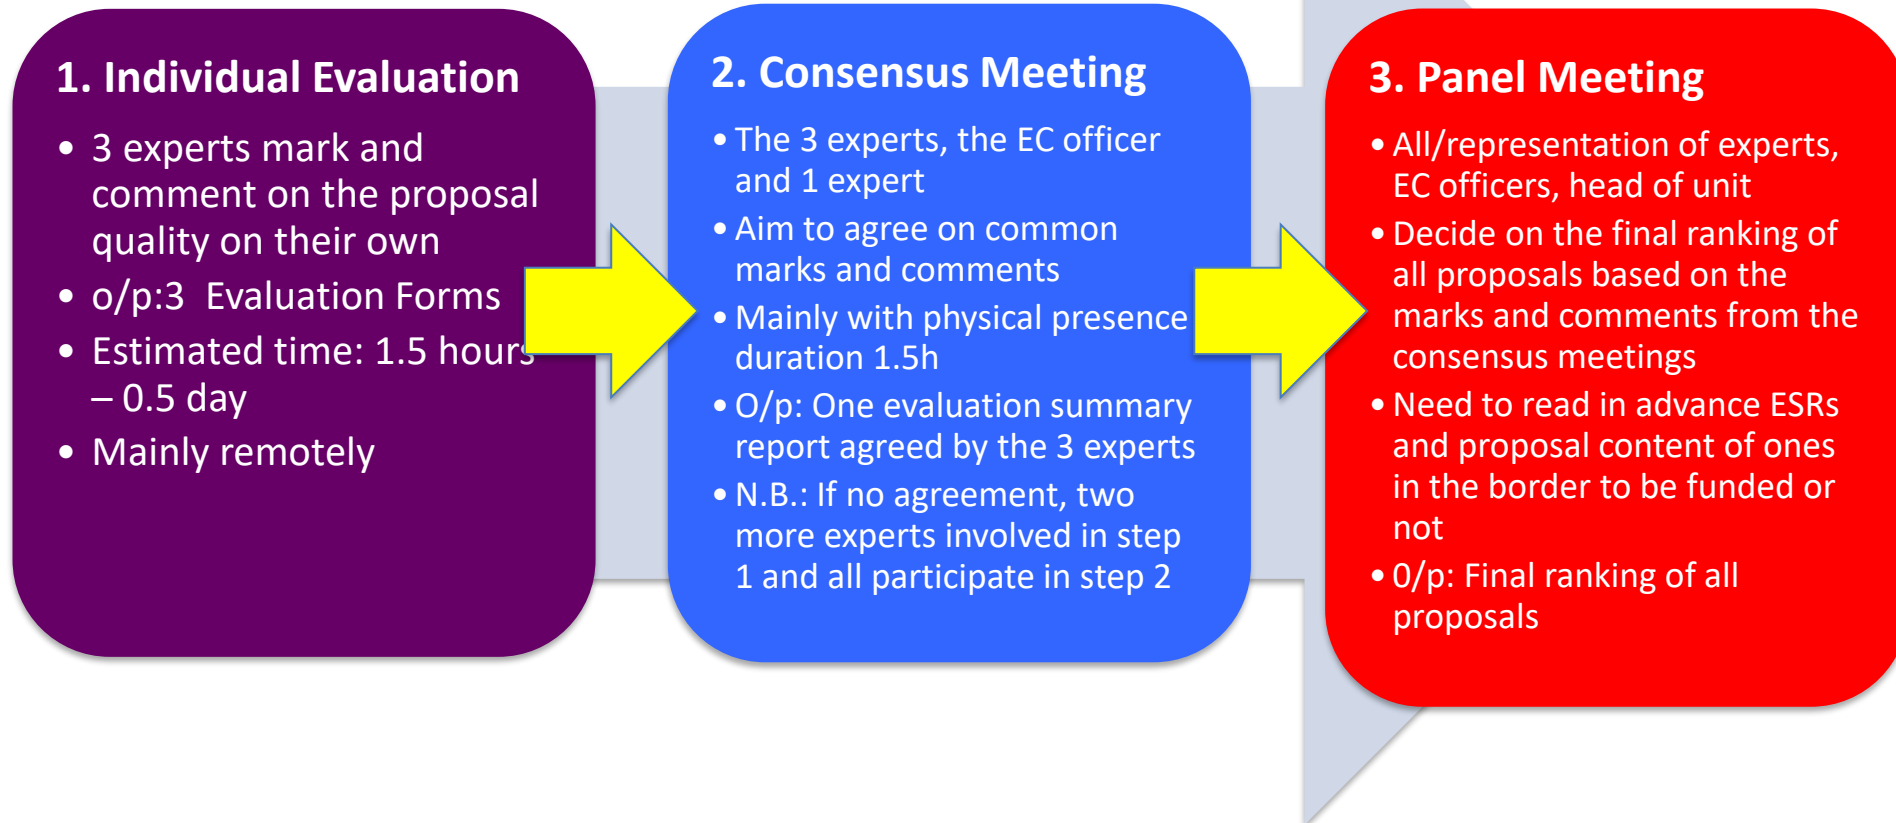 1. Individual Evaluation
• 3 experts mark and
comment on the proposal
quality on their own
• o/p:3 Evaluation Forms
• Estimated time: 1.5 hours
– 0.5 day
• Mainly remotely
2. Consensus Meeting
• The 3 experts, the EC officer
and 1 expert
• Aim to agree on common
marks and comments
• Mainly with physical presence
duration 1.5h
• O/p: One evaluation summary
report agreed by the 3 experts
• N.B.: If no agreement, two
more experts involved in step
1 and all participate in step 2
3. Panel Meeting
• All/representation of experts,
EC officers, head of unit
• Decide on the final ranking of
all proposals based on the
marks and comments from the
consensus meetings
• Need to read in advance ESRs
and proposal content of ones
in the border to be funded or
not
• 0/p: Final ranking of all
proposals